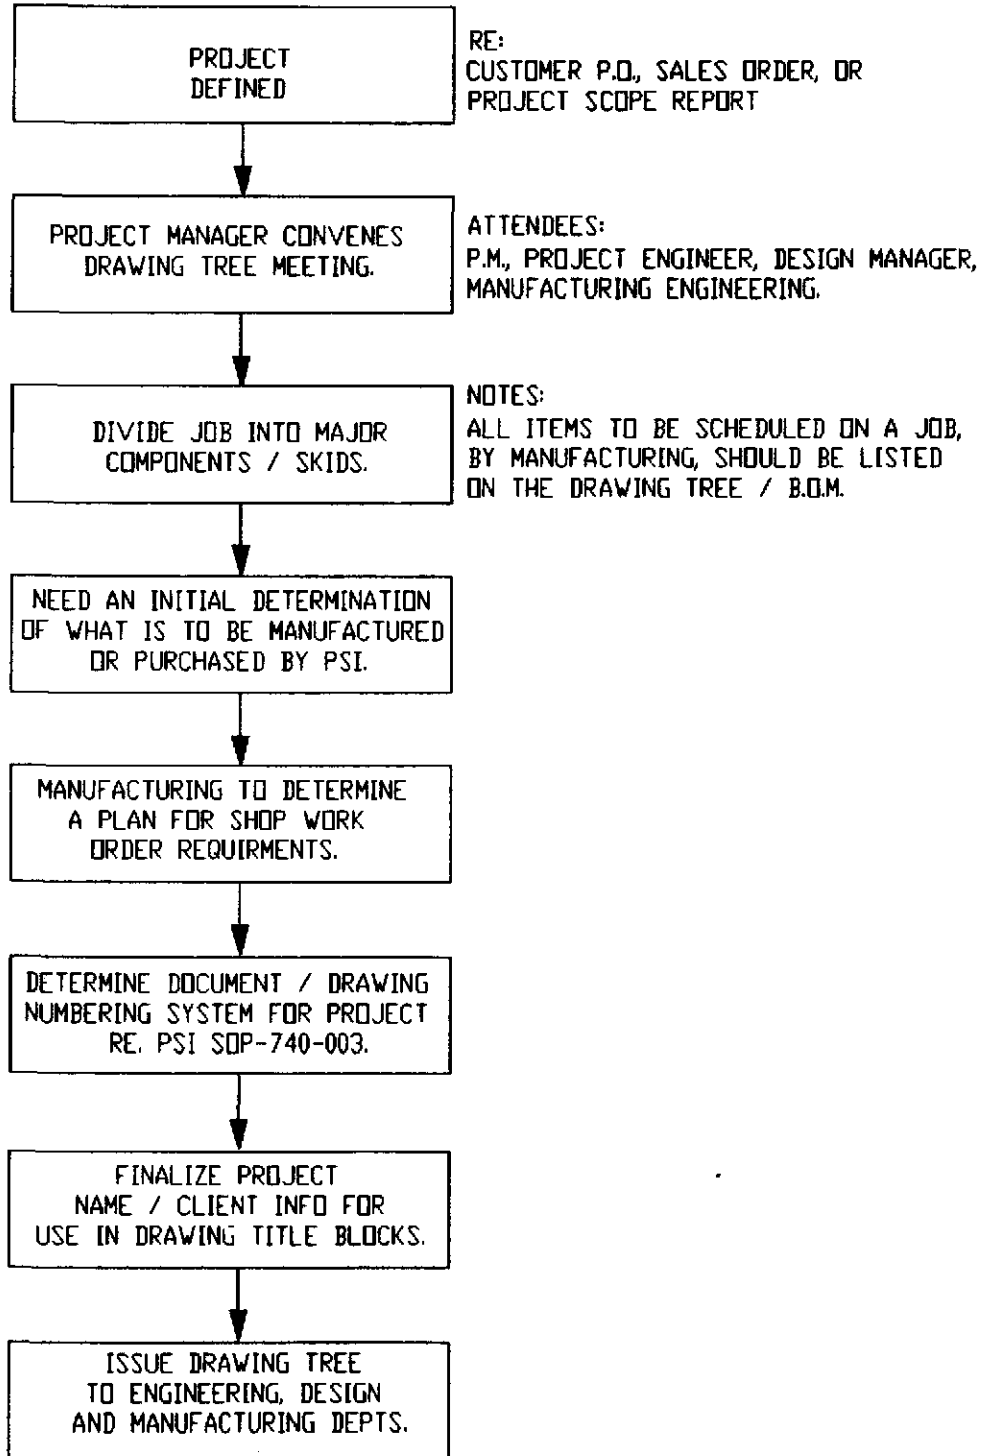 PROJECT
DEFINED
RE:
CUSTOMER P.O., SALES ORDER, OR
PROJECT SCOPE REPORT
PROJECT MANAGER CONVENES
DRAWING TREE MEETING.
ATTENDEES:
P.M., PROJECT ENGINEER, DESIGN MANAGER,
MANUFACTURING ENGINEERING.
DIVIDE JOB INTO MAJOR
COMPONENTS / SKIDS.
NOTES:
ALL ITEMS TO BE SCHEDULED ON A JOB,
BY MANUFACTURING, SHOULD BE LISTED
ON THE DRAWING TREE / B.O.M.
NEED AN INITIAL DETERMINATION
OF WHAT IS TO BE MANUFACTURED
OR PURCHASED BY PSI.
MANUFACTURING TO DETERMINE
A PLAN FOR SHOP WORK
ORDER REQUIRMENTS.
DETERMINE DOCUMENT / DRAWING
NUMBERING SYSTEM FOR PROJECT
RE. PSI SOP-740-003.
FINALIZE PROJECT
NAME / CLIENT INFO FOR
USE IN DRAWING TITLE BLOCKS.
ISSUE DRAWING TREE
TO ENGINEERING, DESIGN
AND MANUFACTURING DEPTS.